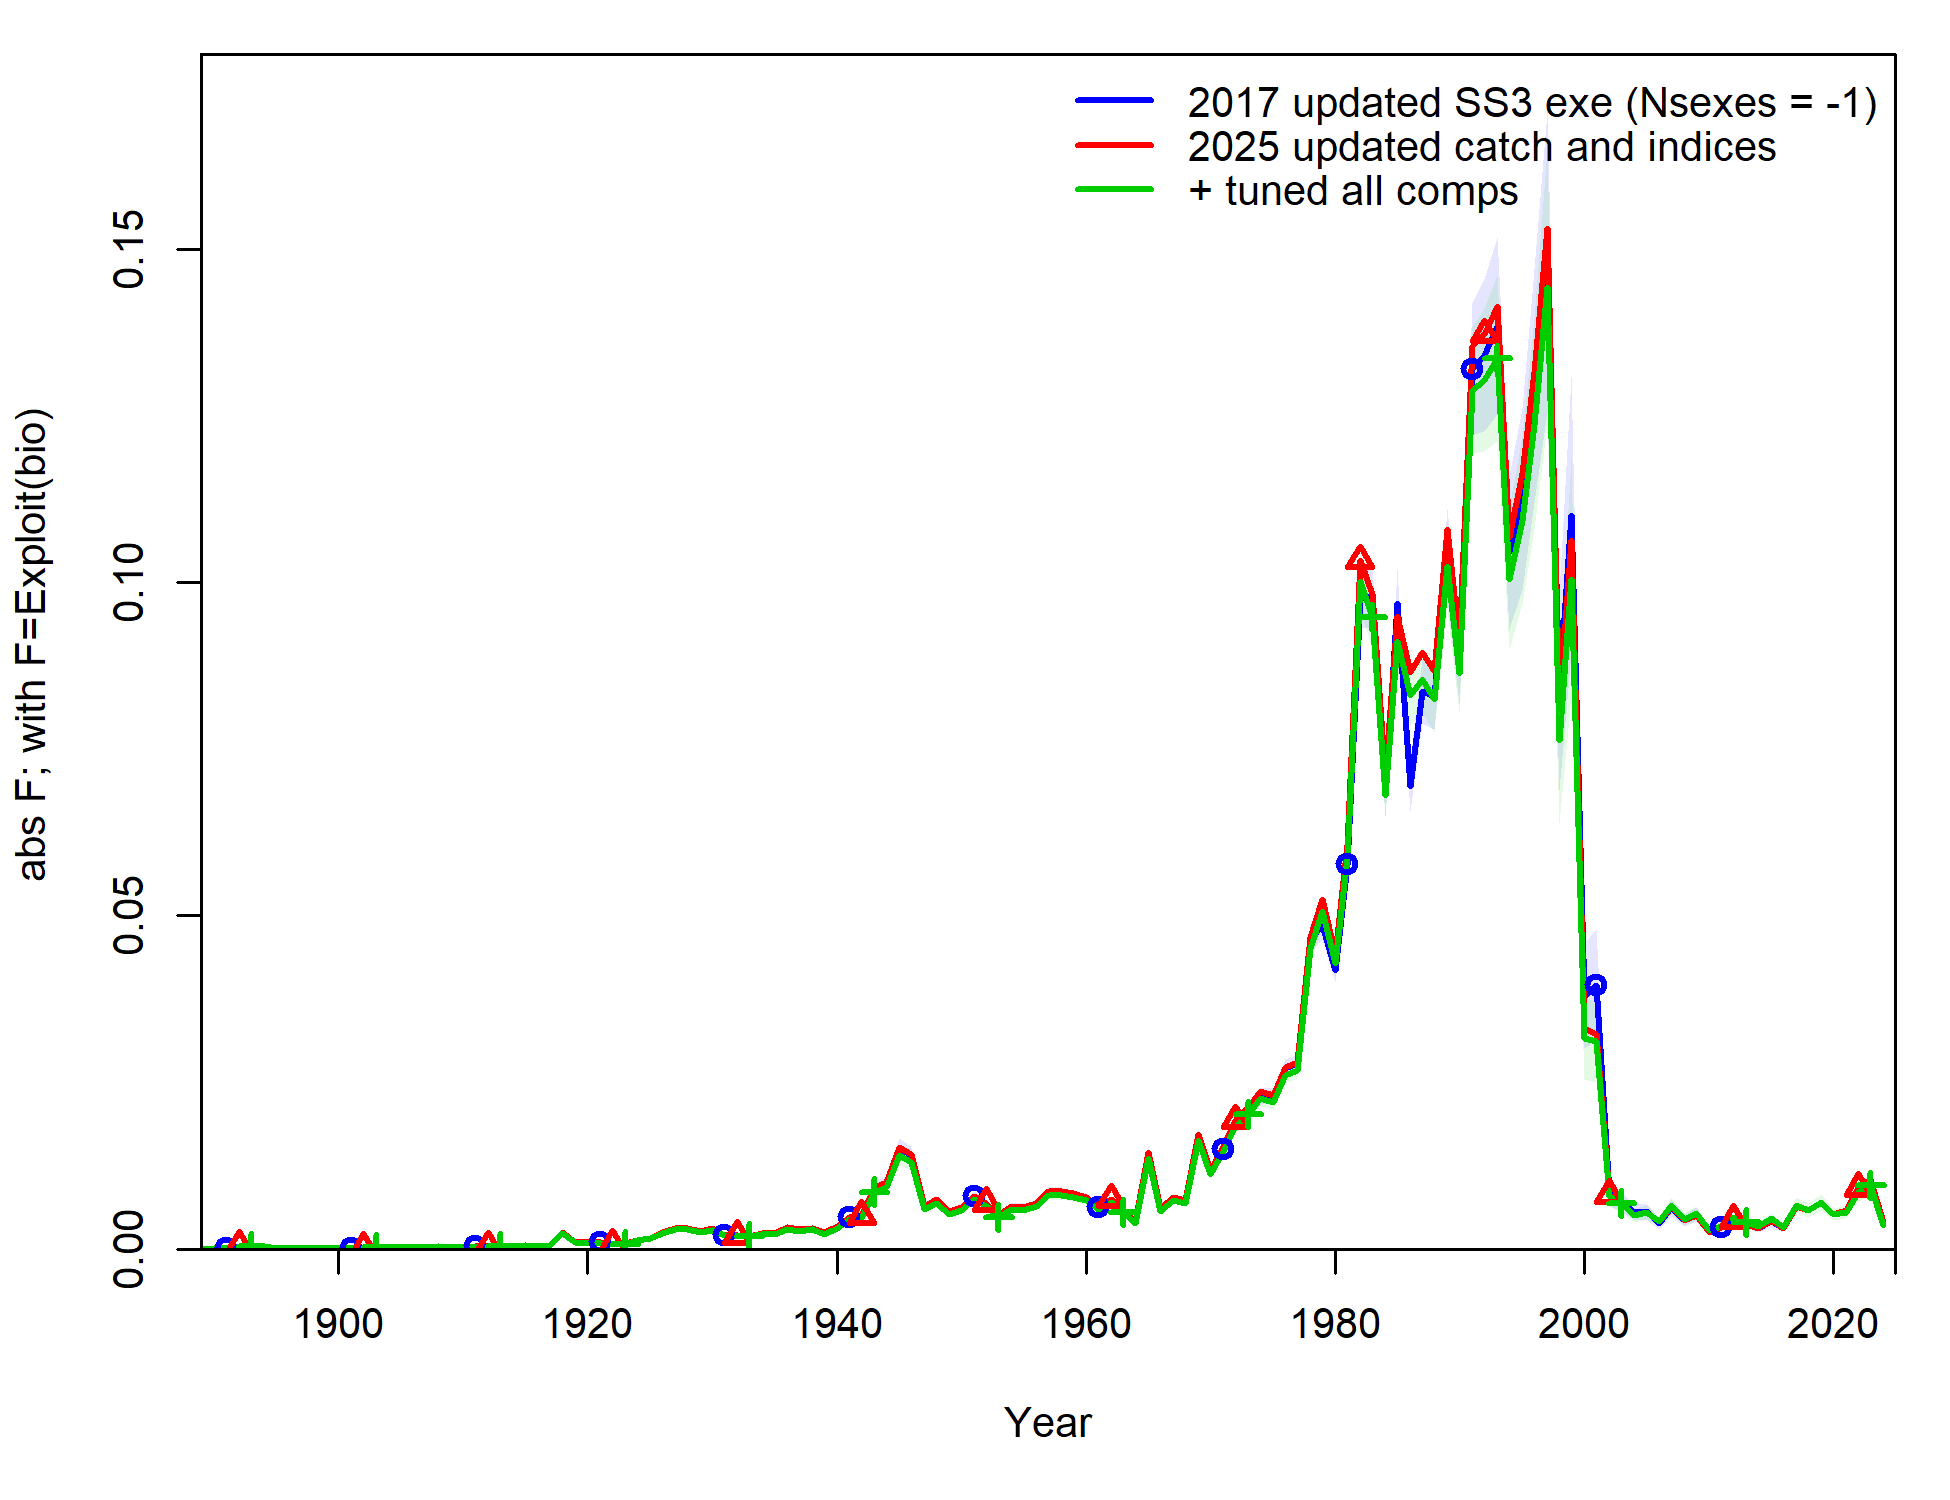 2017 updated SS3 exe (Nsexes = -1)
2025 updated catch and indices
+ tuned all comps
abs F; with F=Exploit(bio)
0.15
0.10
0.05
0.00
1900 1920 1940 1960 1980 2000 2020
Year